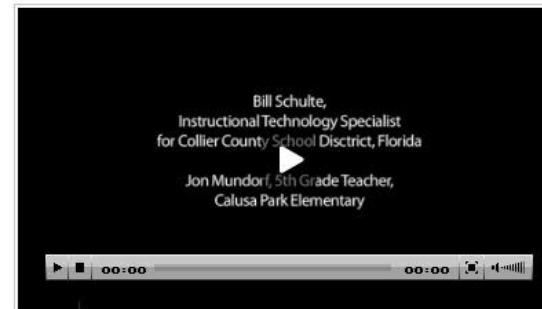 Bill Schulte,
Instructional Technology Specialist
for Collier County School Disctrict, Florida
Jon Mundorf, 5th Grade Teacher,
Calusa Park Elementary
00:00 00:00